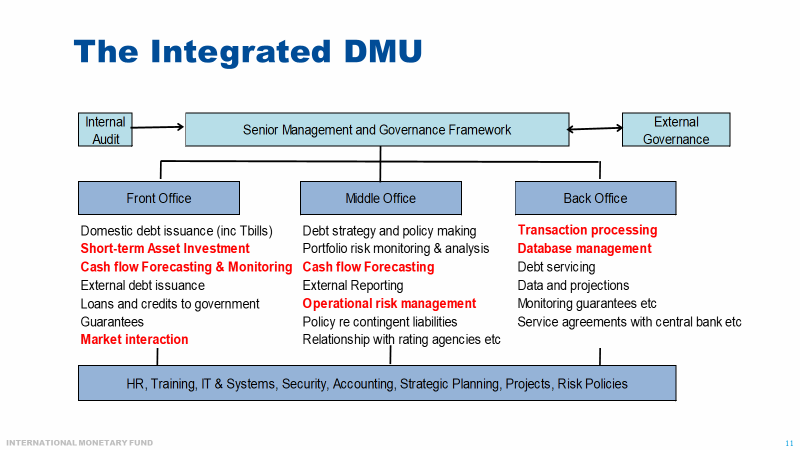 The Integrated DMU
Internal
Audit
Senior Management and Governance Framework
External
Governance
Front Office
Middle Office
Back Office
Domestic debt issuance (inc Tbills)
Short-term Asset Investment
Cash flow Forecasting & Monitoring
External debt issuance
Loans and credits to government
Guarantees
Market interaction
Debt strategy and policy making
Portfolio risk monitoring & analysis
Cash flow Forecasting
External Reporting
Operational risk management
Policy re contingent liabilities
Relationship with rating agencies etc
Transaction processing
Database management
Debt servicing
Data and projections
Monitoring guarantees etc
Service agreements with central bank etc
HR, Training, IT & Systems, Security, Accounting, Strategic Planning, Projects, Risk Policies
INTERNATIONAL MONETARY FUND
11